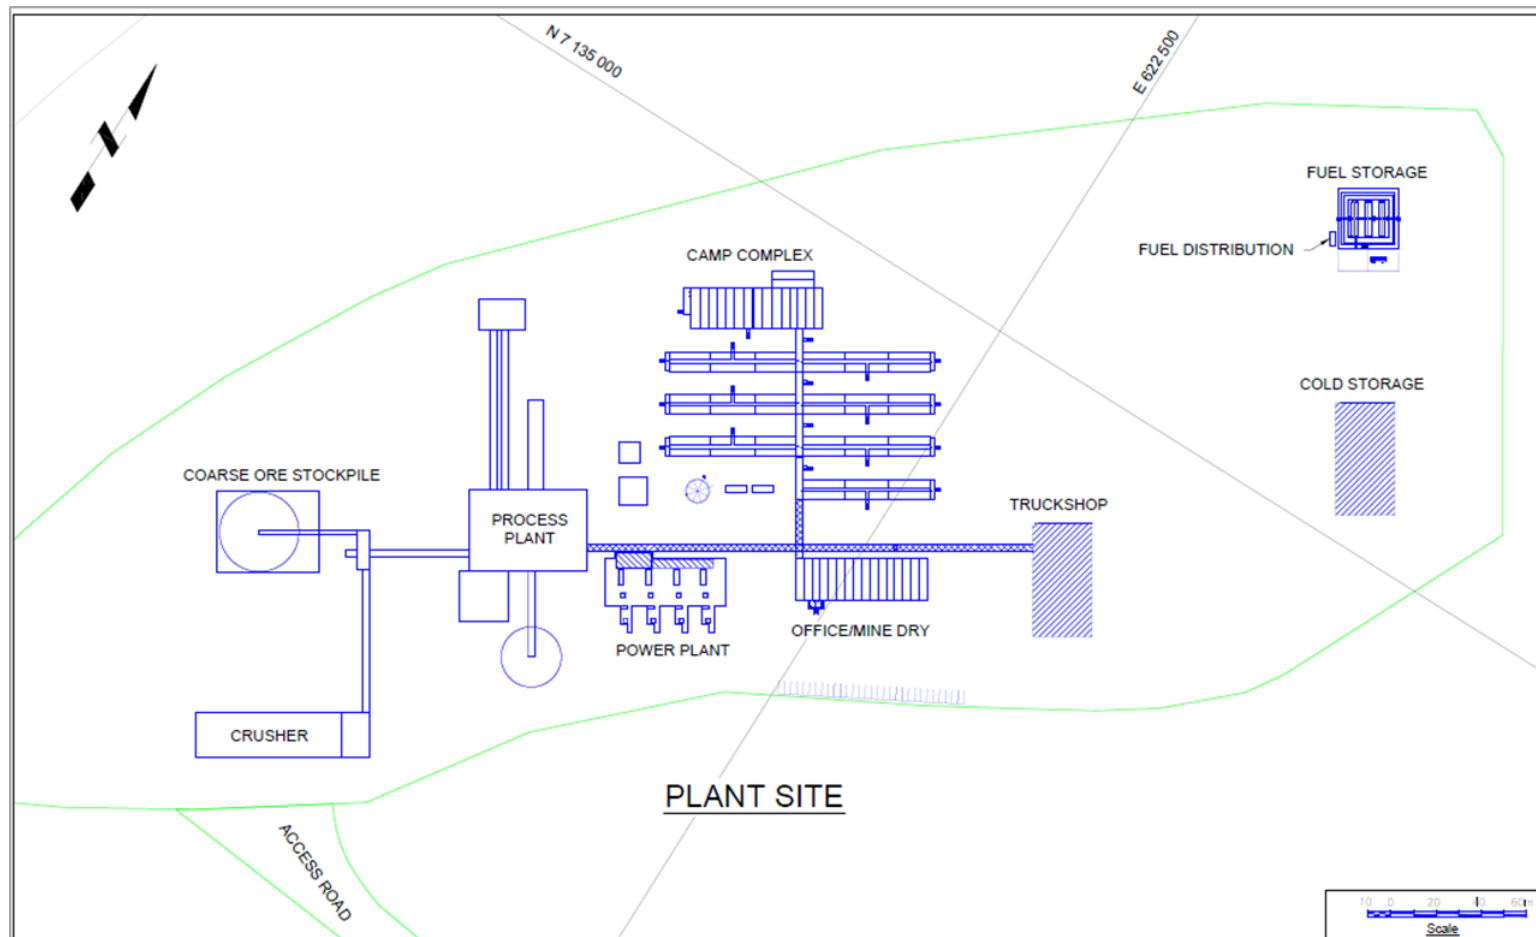 N 7 135 000
E 622 500
N
FUEL STORAGE
FUEL DISTRIBUTION
CAMP COMPLEX
COLD STORAGE
COARSE ORE STOCKPILE
PROCESS
PLANT
TRUCKSHOP
OFFICE/MINE DRY
POWER PLANT
CRUSHER
PLANT SITE
ACCESS ROAD
10 0 20 40 60m
Scale